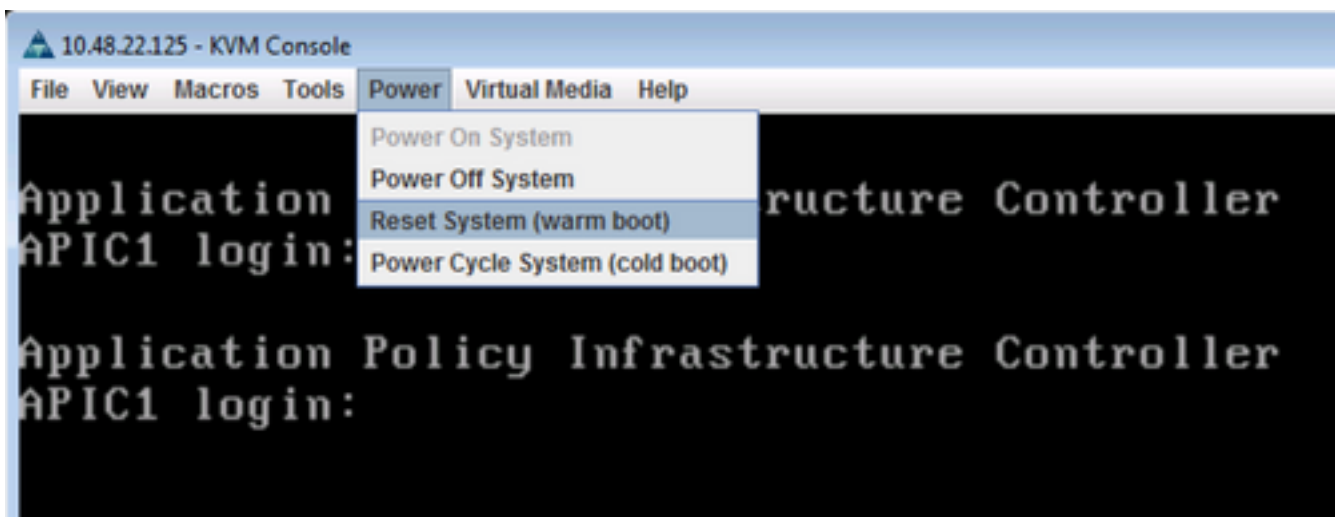 10.48.22.125 - KVM Console
File View Macros Tools Power Virtual Media Help
Power On System
Power Off System
Reset System (warm boot)
Power Cycle System (cold boot)
Application ructure Controller
APIC1 login:
Application Policy Infrastructure Controller
APIC1 login: